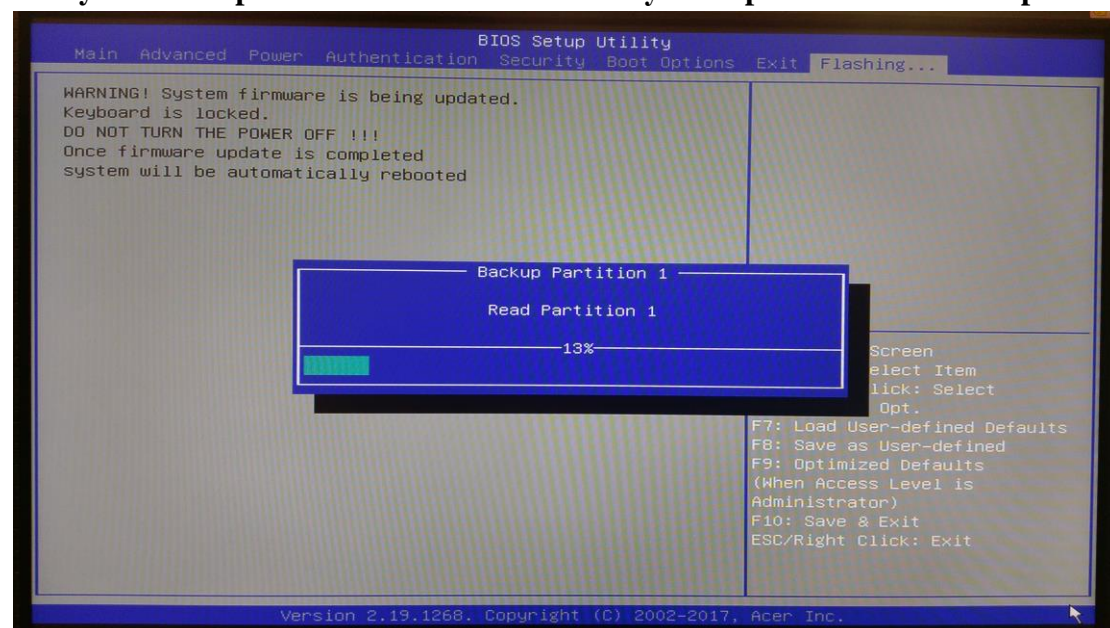 BIOS Setup Utility
Main Advanced Power Authentication Security Boot Options Exit Flashing...
WARNING! System firmware is being updated.
Keyboard is locked.
DO NOT TURN THE POWER OFF !!!
Once firmware update is completed
system will be automatically rebooted
Backup Partition 1
Read Partition 1
13%
Screen
elect Item
lick: Select
Opt.
F7: Load User-defined Defaults
F8: Save as User-defined
F9: Optimized Defaults
(When Access Level is
Administrator)
F10: Save & Exit
ESC/Right Click: Exit
Version 2.19.1268. Copyright (C) 2002-2017, Acer Inc.